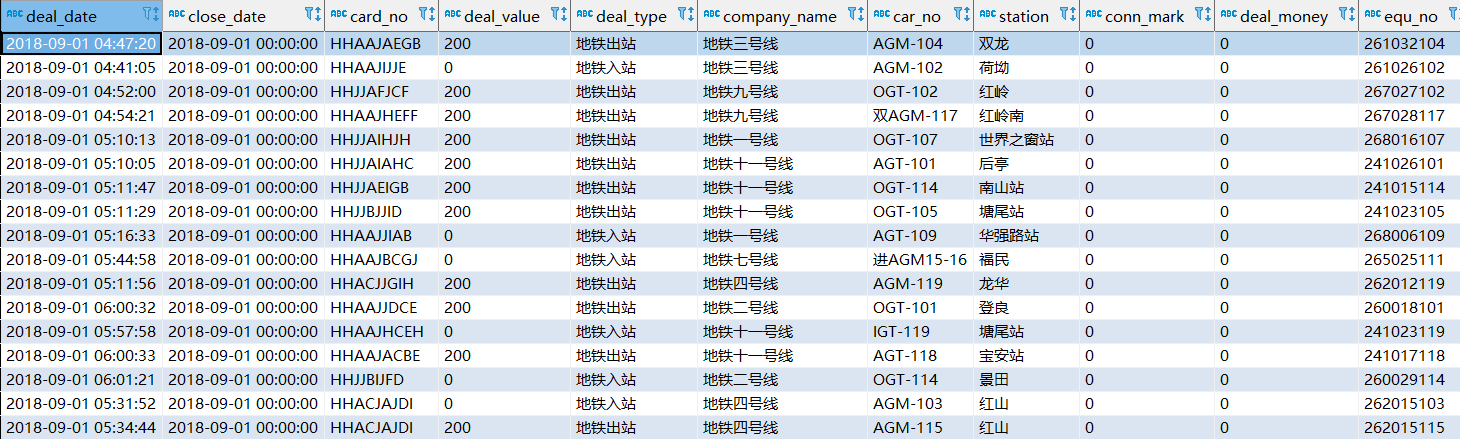 deal_date close_date card_no deal_value deal_type company_name car_no station conn_mark deal_money equ_no
2018-09-01 04:47:20 2018-09-01 00:00:00 HHAAJAEGB 200 地铁出站 地铁三号线 AGM-104 双龙 0 0 261032104
2018-09-01 04:41:05 2018-09-01 00:00:00 HHAAJIJJE 0 地铁入站 地铁三号线 AGM-102 荷坳 0 0 261026102
2018-09-01 04:52:00 2018-09-01 00:00:00 HHJJAFJCF 200 地铁出站 地铁九号线 OGT-102 红岭 0 0 267027102
2018-09-01 04:54:21 2018-09-01 00:00:00 HHAAJHEFF 200 地铁出站 地铁九号线 双AGM-117 红岭南 0 0 267028117
2018-09-01 05:10:13 2018-09-01 00:00:00 HHJJAIHJH 200 地铁出站 地铁一号线 OGT-107 世界之窗站 0 0 268016107
2018-09-01 05:10:05 2018-09-01 00:00:00 HHJJAIAHC 200 地铁出站 地铁十一号线 AGT-101 后亭 0 0 241026101
2018-09-01 05:11:47 2018-09-01 00:00:00 HHJJAEIGB 200 地铁出站 地铁十一号线 OGT-114 南山站 0 0 241015114
2018-09-01 05:11:29 2018-09-01 00:00:00 HHJJBJJID 200 地铁出站 地铁十一号线 OGT-105 塘尾站 0 0 241023105
2018-09-01 05:16:33 2018-09-01 00:00:00 HHAAJJIAB 0 地铁入站 地铁一号线 AGT-109 华强路站 0 0 268006109
2018-09-01 05:44:58 2018-09-01 00:00:00 HHAAJBCGJ 0 地铁入站 地铁七号线 进AGM15-16 福民 0 0 265025111
2018-09-01 05:11:56 2018-09-01 00:00:00 HHACJJGIH 200 地铁出站 地铁四号线 AGM-119 龙华 0 0 262012119
2018-09-01 06:00:32 2018-09-01 00:00:00 HHAAJJDCE 200 地铁出站 地铁二号线 OGT-101 登良 0 0 260018101
2018-09-01 05:57:58 2018-09-01 00:00:00 HHAAJHCEH 0 地铁入站 地铁十一号线 IGT-119 塘尾站 0 0 241023119
2018-09-01 06:00:33 2018-09-01 00:00:00 HHAAJACBE 200 地铁出站 地铁十一号线 AGT-118 宝安站 0 0 241017118
2018-09-01 06:01:21 2018-09-01 00:00:00 HHJJBIJFD 0 地铁入站 地铁二号线 OGT-114 景田 0 0 260029114
2018-09-01 05:31:52 2018-09-01 00:00:00 HHACJAJDI 0 地铁入站 地铁四号线 AGM-103 红山 0 0 262015103
2018-09-01 05:34:44 2018-09-01 00:00:00 HHACJAJDI 200 地铁出站 地铁四号线 AGM-115 红山 0 0 262015115